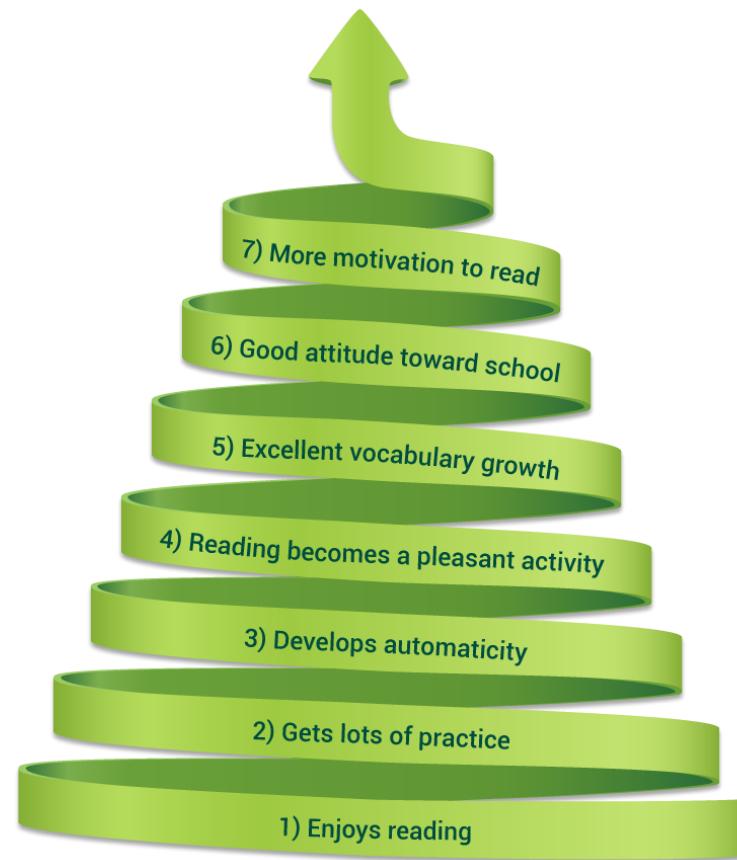 7) More motivation to read
6) Good attitude toward school
5) Excellent vocabulary growth
4) Reading becomes a pleasant activity
3) Develops automaticity
2) Gets lots of practice
1) Enjoys reading